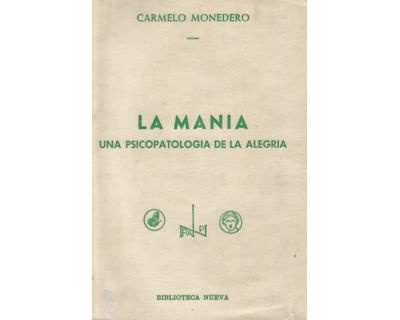 CARMELO MONEDERO
LA MANIA
UNA PSICOPATOLOGIA DE LA ALEGRIA
BIBLIOTECA NUEVA